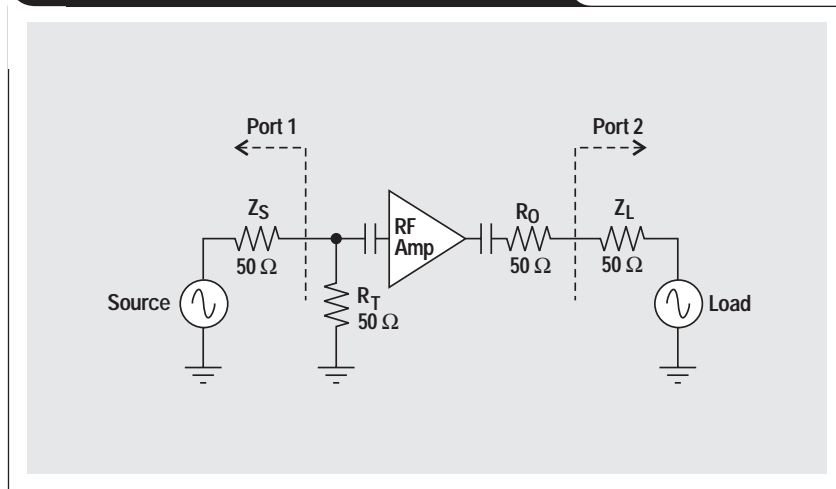 Port 1
Port 2
Z_S
50 Ω
RF
Amp
R_O
50 Ω
Z_L
50 Ω
Source
R_T
50 Ω
Load